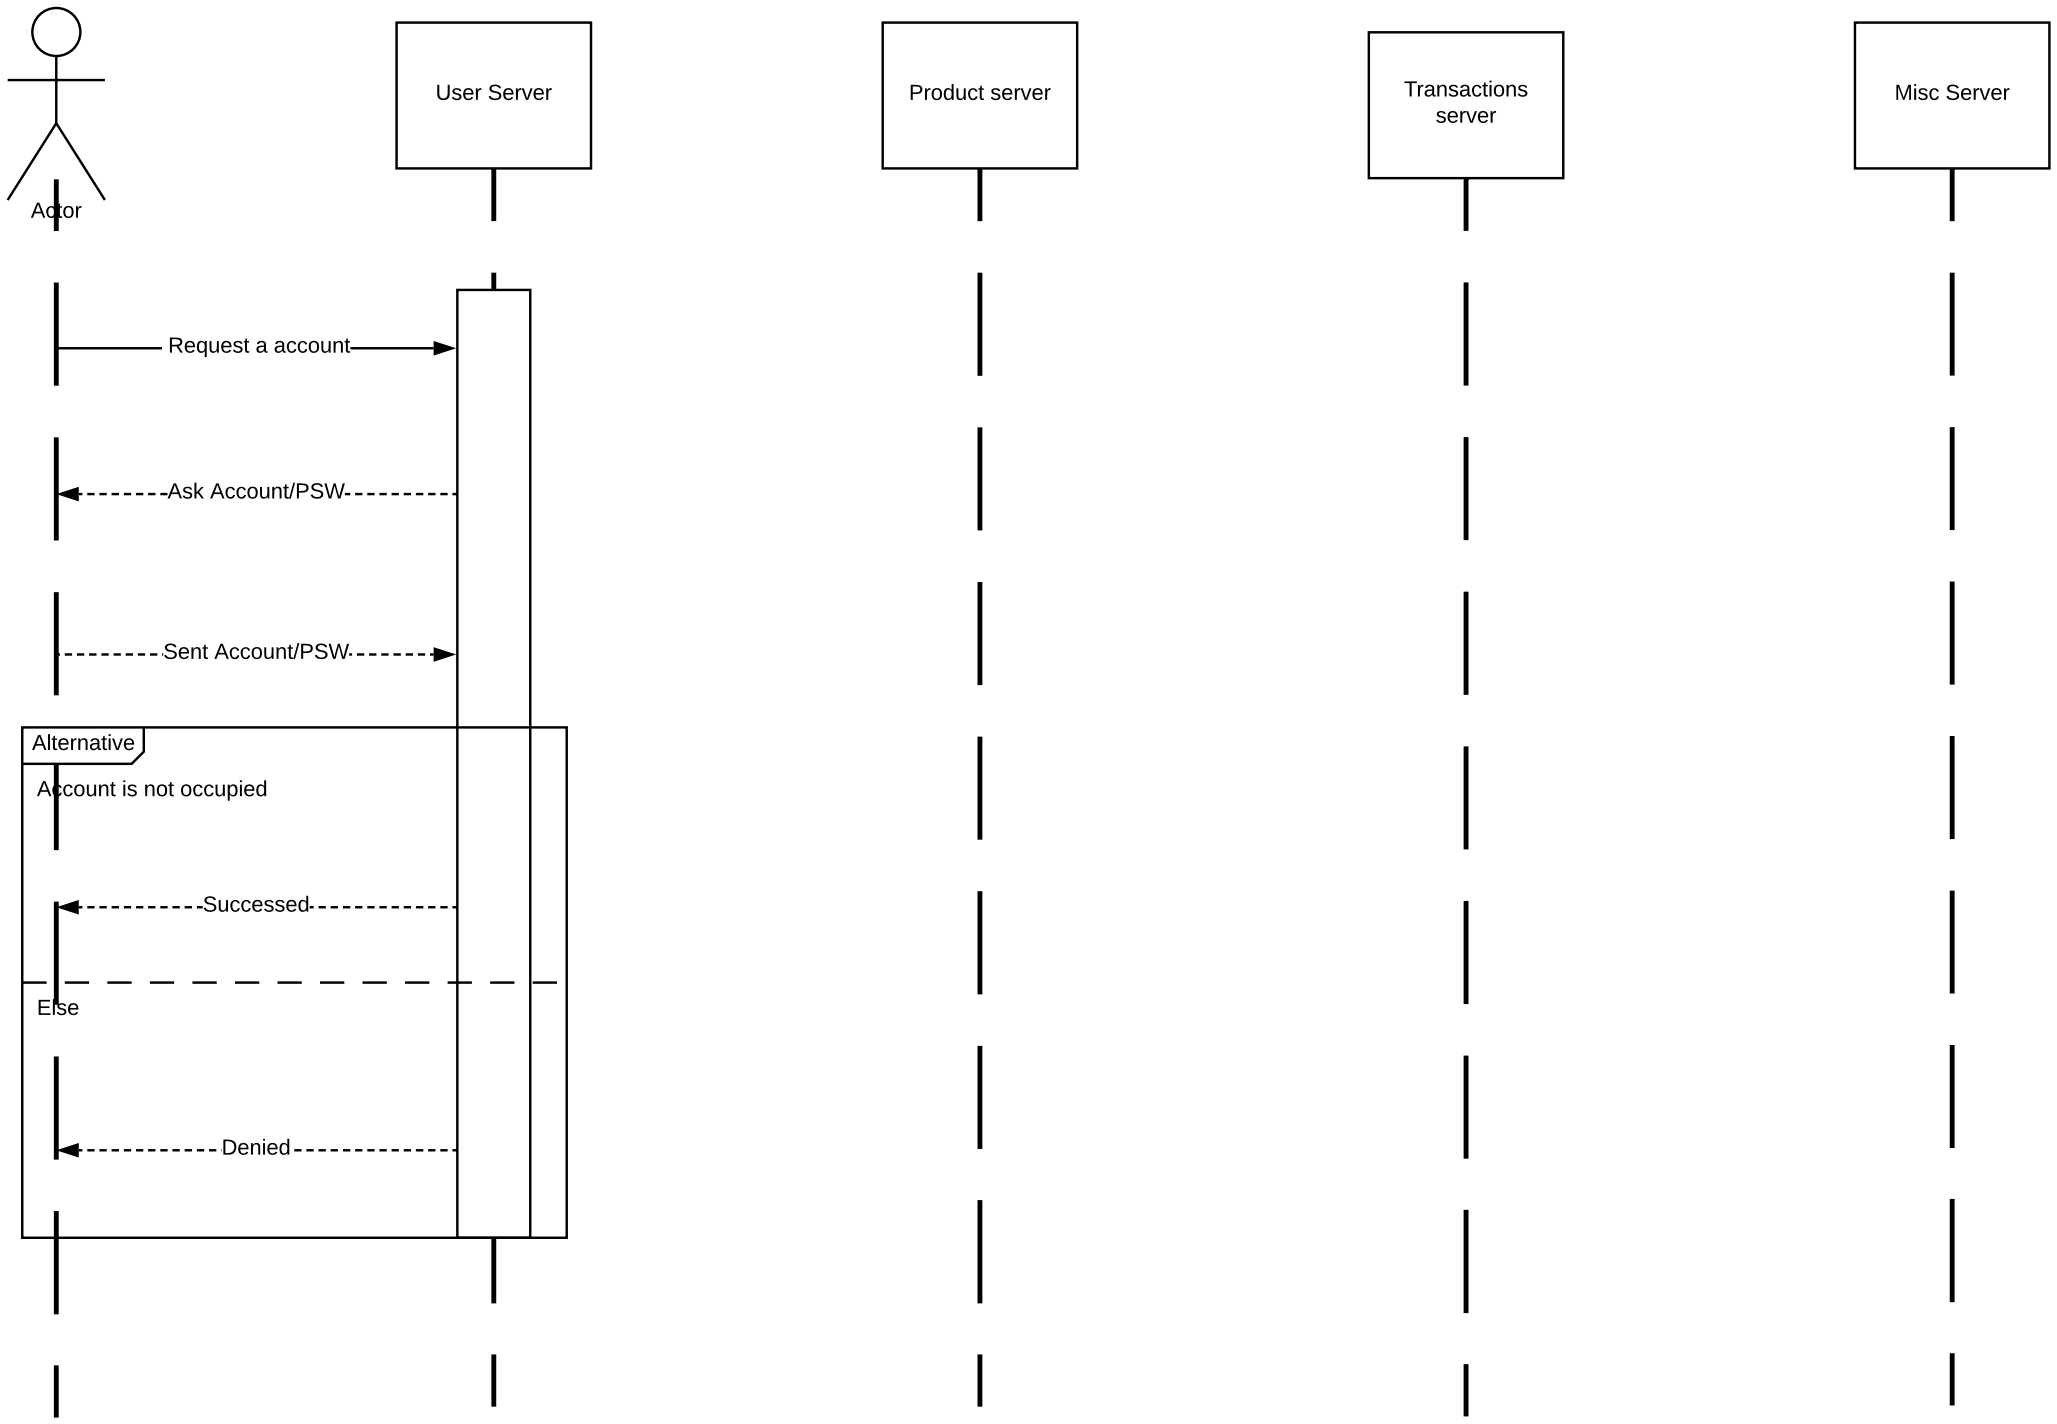 User Server
Product server
Transactions
server
Misc Server
Actor
Request a account
Ask Account/PSW
Sent Account/PSW
Alternative
Account is not occupied
Successed
Else
Denied